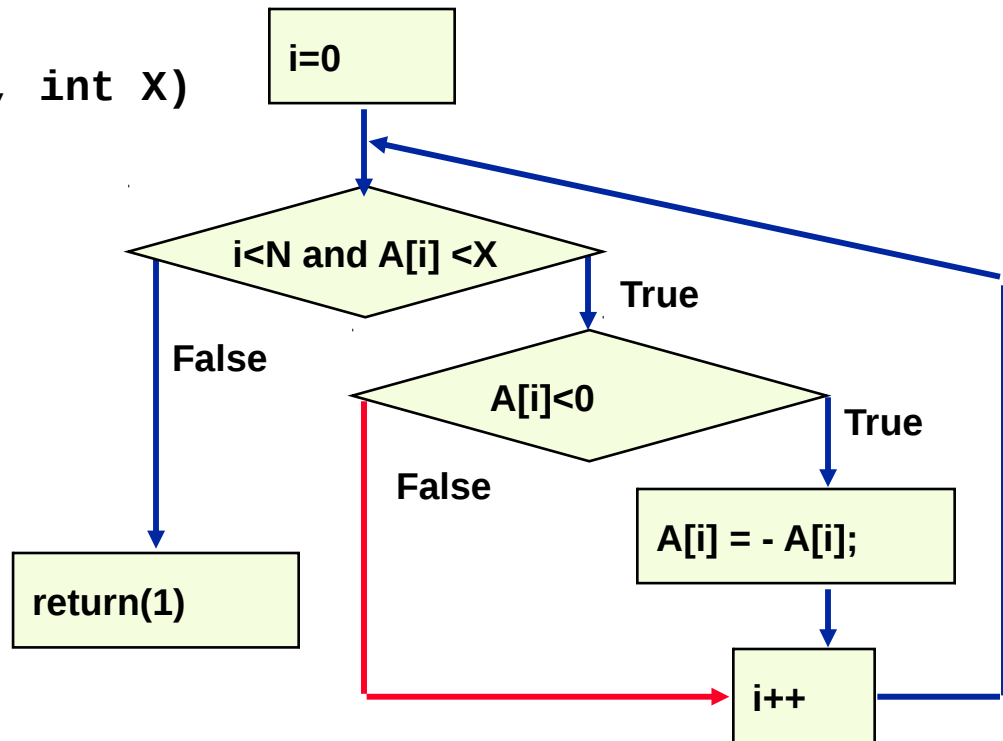 i=0
, int X)
i<N and A[i] <X
True
False
A[i]<0
True
False
A[i] = - A[i];
return(1)
i++